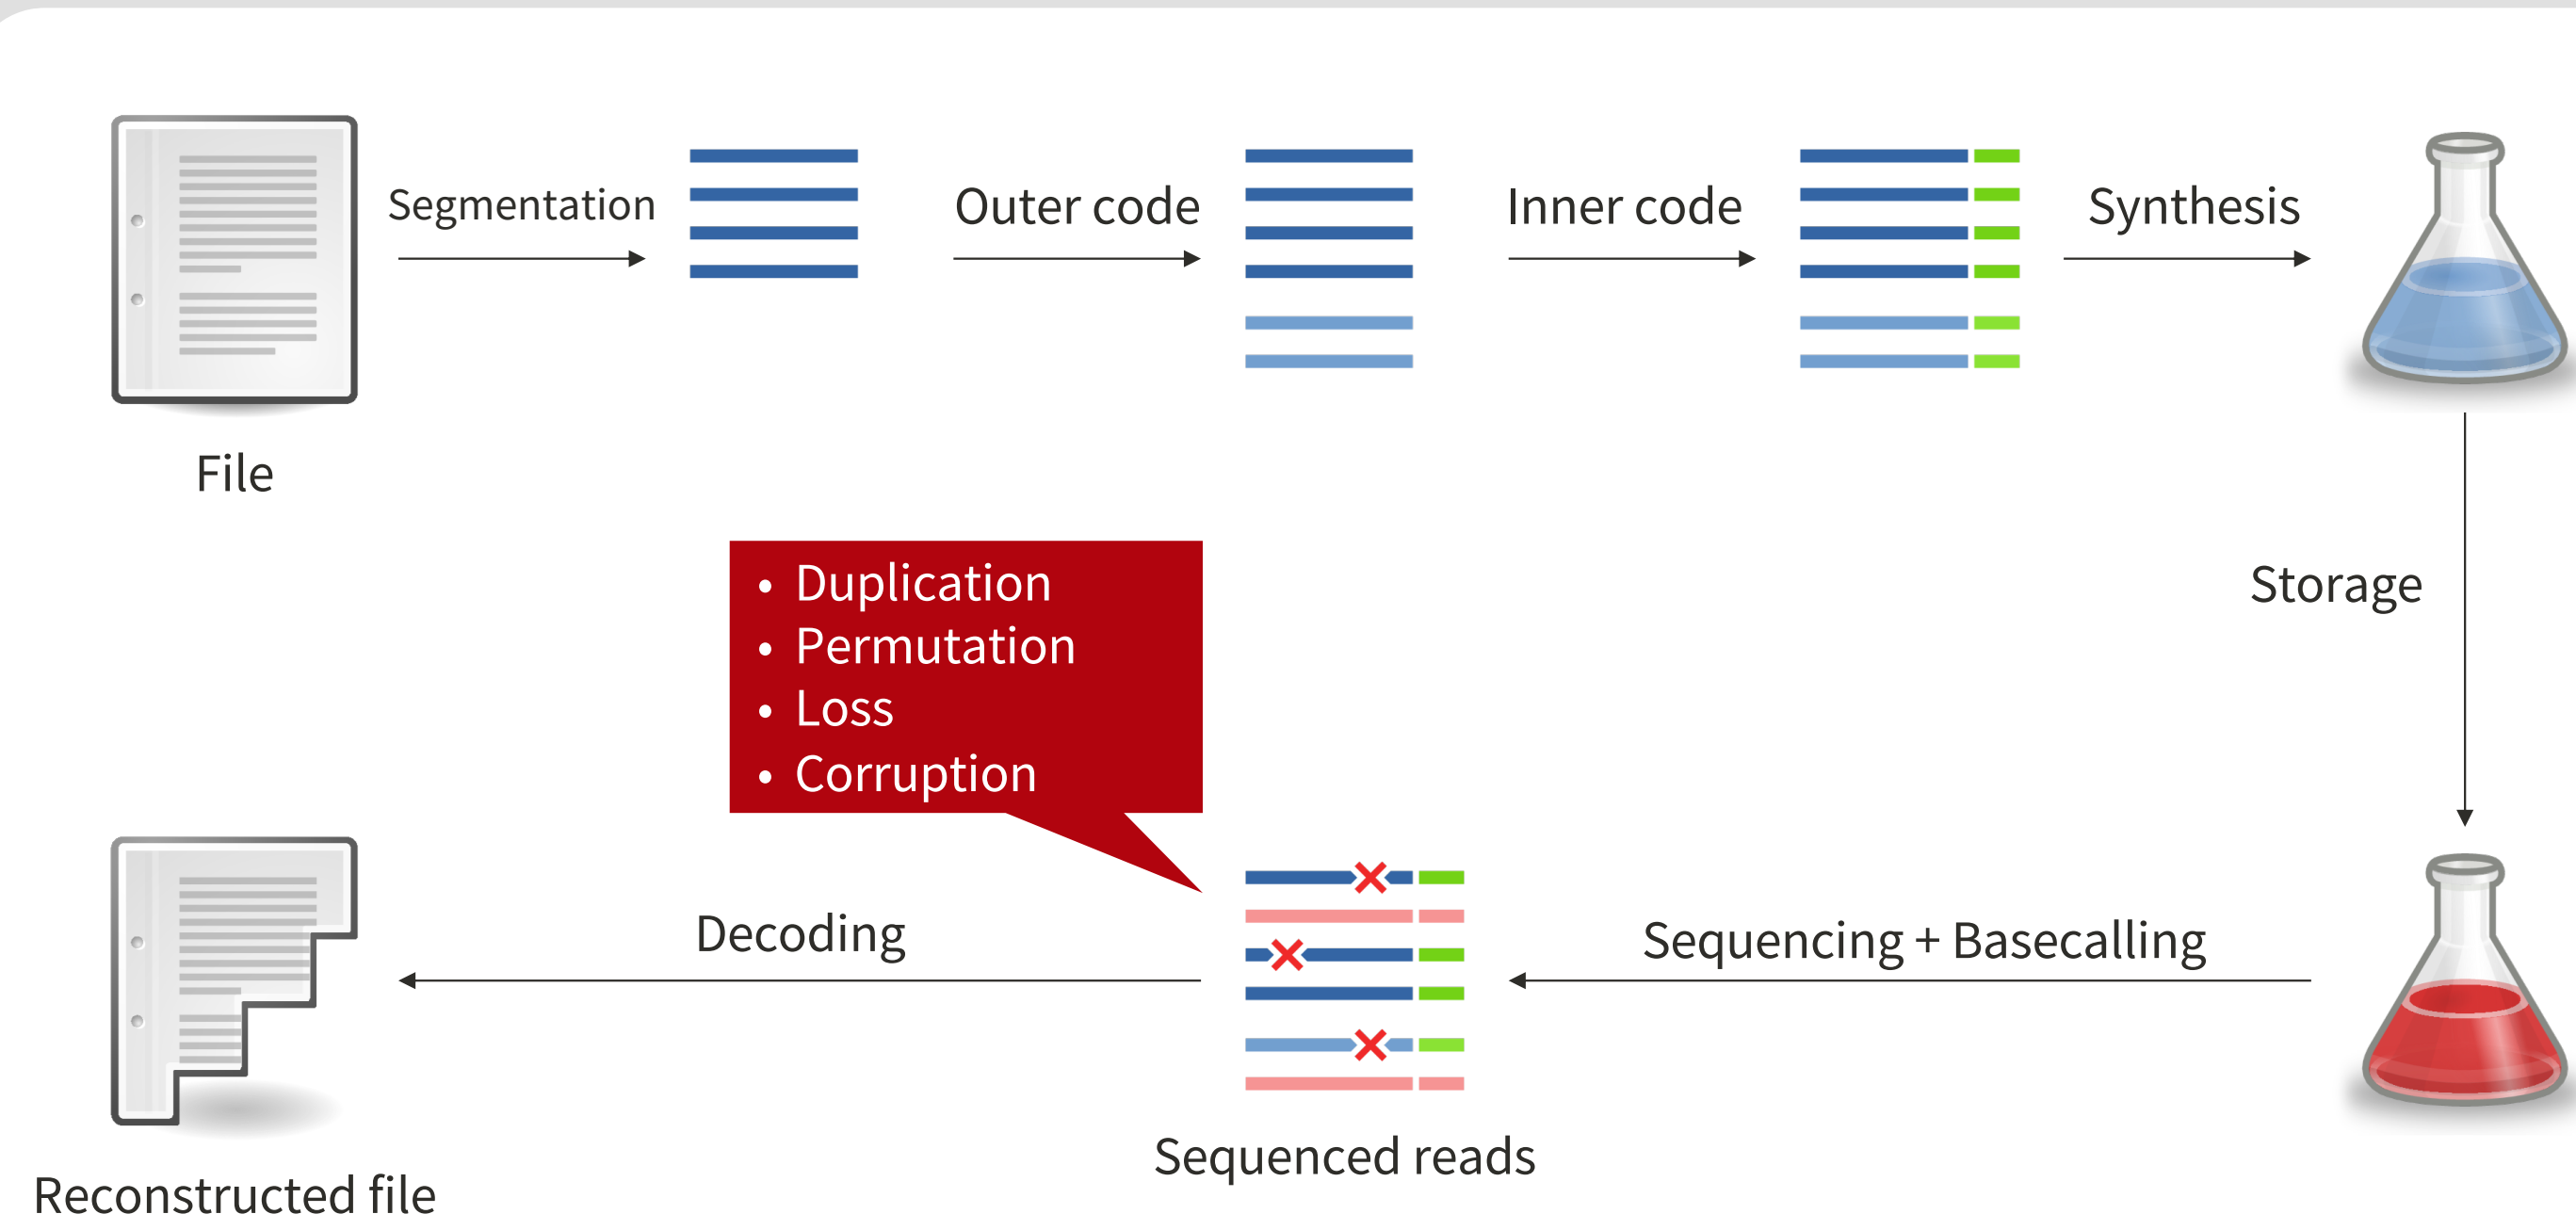 Segmentation
Outer code
Inner code
Synthesis
File
Storage
• Duplication
• Permutation
• Loss
• Corruption
Decoding
Sequencing + Basecalling
Sequenced reads
Reconstructed file